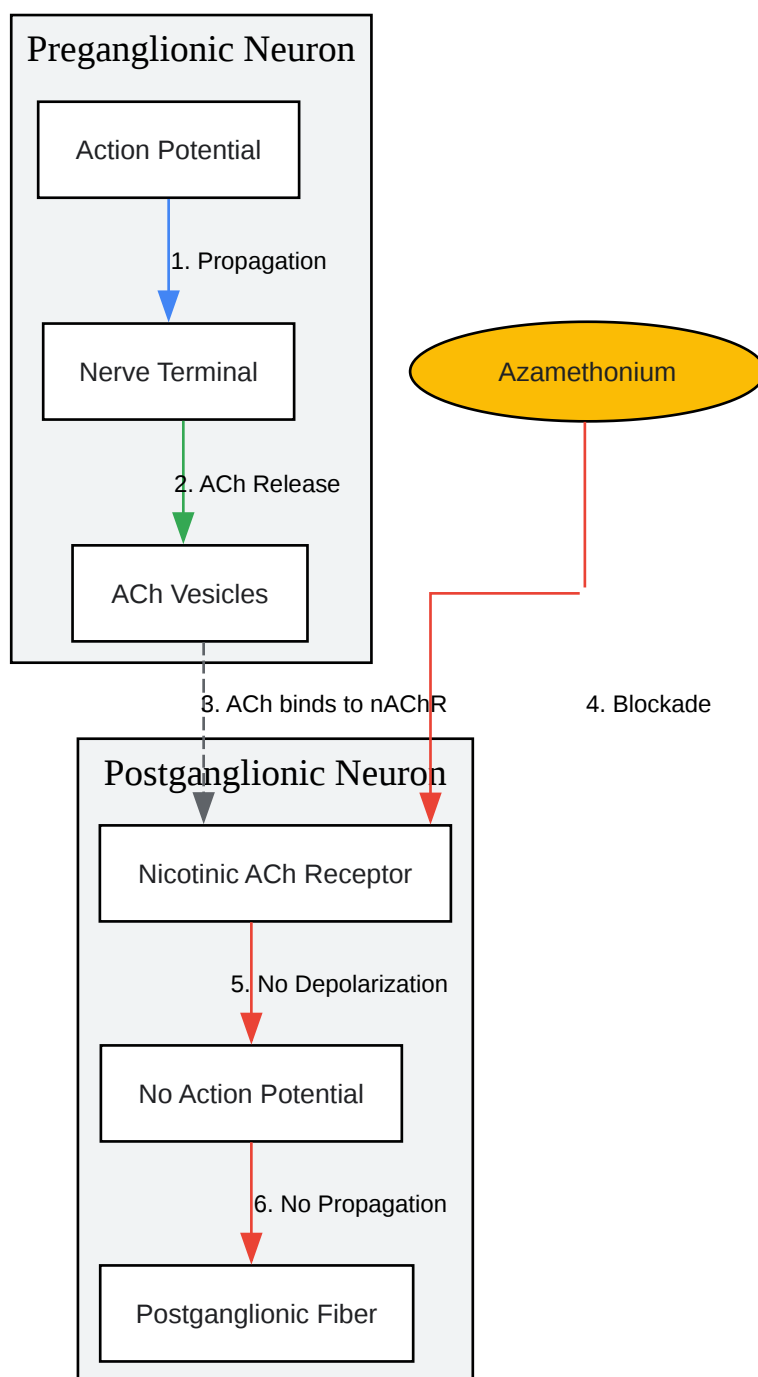 Preganglionic Neuron
Action Potential
1. Propagation
Nerve Terminal
Azamethonium
2. ACh Release
ACh Vesicles
3. ACh binds to nAChR
4. Blockade
Postganglionic Neuron
Nicotinic ACh Receptor
5. No Depolarization
No Action Potential
6. No Propagation
Postganglionic Fiber